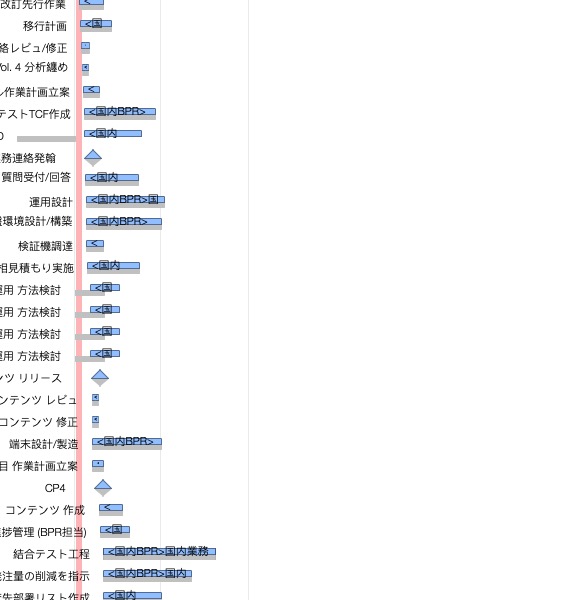 改訂先行作業 <
移行計画 <国
絡レビュ/修正
Vol. 4 分析纏め <
ル作業計画立案 <
テストTCF作成 <国内BPR>
<国内
務連絡発翰
質問受付/回答 <国内
運用設計 <国内BPR>国
環境設計/構築 <国内BPR>
検証機調達 <
相見積もり実施 <国内
運用 方法検討 <国
運用 方法検討 <国
運用 方法検討 <国
運用 方法検討 <国
ンツ リリース
ンテンツ レビュ <
コンテンツ 修正 <
端末設計/製造 <国内BPR>
目 作業計画立案
CP4
コンテンツ 作成 <
捗管理 (BPR担当) <国
結合テスト工程 <国内BPR>国内業務
発注量の削減を指示 <国内BPR>国内
先部署リスト作成 <国内